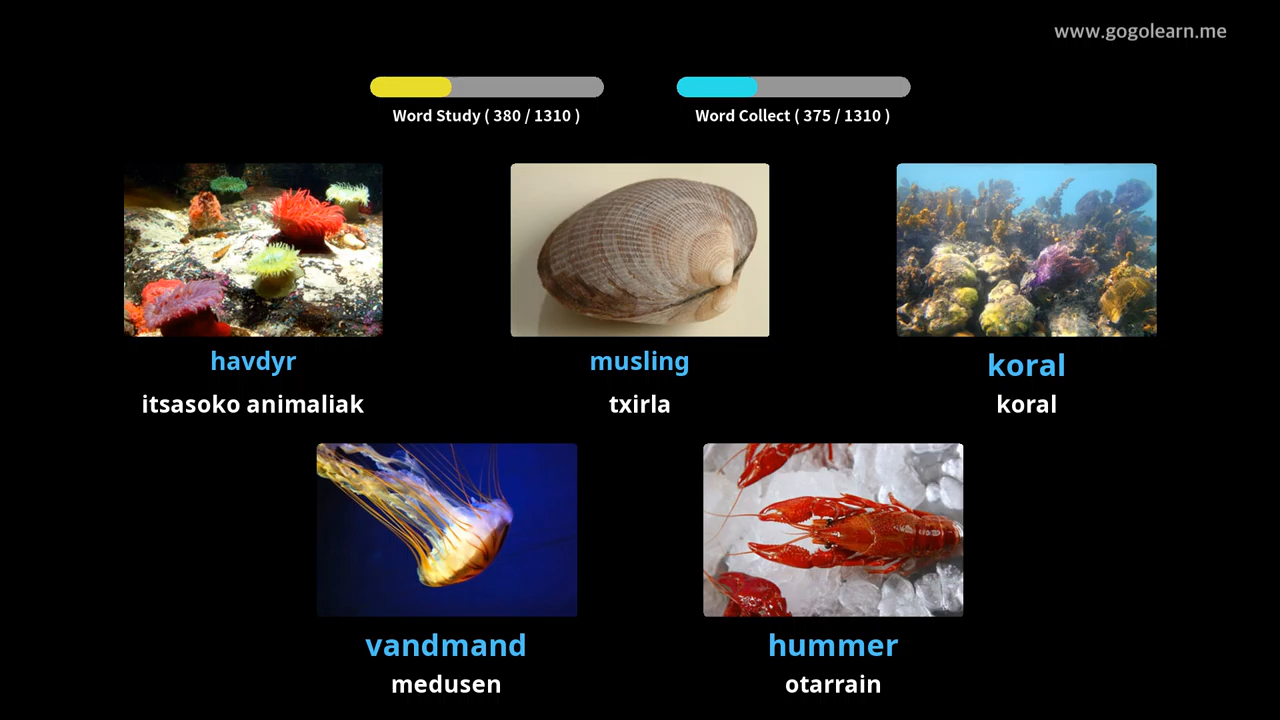 www.gogolearn.me
Word Study ( 380 / 1310 )
Word Collect ( 375 / 1310 )
havdyr
musling
koral
itsasoko animaliak
txirla
koral
vandmand
hummer
medusen
otarrain